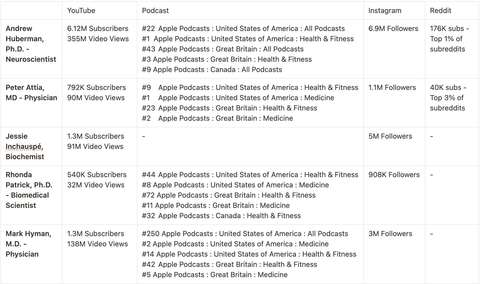 YouTube Podcast Instagram Reddit
Andrew Huberman, Ph.D. - Neuroscientist
6.12M Subscribers
355M Video Views
#22 Apple Podcasts : United States of America : All Podcasts
#1 Apple Podcasts : United States of America : Health & Fitness
#43 Apple Podcasts : Great Britain : All Podcasts
#3 Apple Podcasts : Great Britain : Health & Fitness
#9 Apple Podcasts : Canada : All Podcasts
6.9M Followers
176K subs -
Top 1% of
subreddits
Peter Attia,
MD - Physician
792K Subscribers
90M Video Views
#9 Apple Podcasts : United States of America : Health & Fitness
#1 Apple Podcasts : United States of America : Medicine
#23 Apple Podcasts : Great Britain : Health & Fitness
#2 Apple Podcasts : Great Britain : Medicine
1.1M Followers
40K subs -
Top 3% of
subreddits
Jessie
Inchauspé,
Biochemist
1.3M Subscribers
91M Video Views
-
5M Followers
-
Rhonda
Patrick, Ph.D.
- Biomedical
Scientist
540K Subscribers
32M Video Views
#44 Apple Podcasts : United States of America : Health & Fitness
#8 Apple Podcasts : United States of America : Medicine
#72 Apple Podcasts : Great Britain : Health & Fitness
#11 Apple Podcasts : Great Britain : Medicine
#32 Apple Podcasts : Canada : Health & Fitness
908K Followers
-
Mark Hyman,
M.D. -
Physician
1.3M Subscribers
138M Video Views
#250 Apple Podcasts : United States of America : All Podcasts
#2 Apple Podcasts : United States of America : Medicine
#14 Apple Podcasts : United States of America : Health & Fitness
#42 Apple Podcasts : Great Britain : Health & Fitness
#5 Apple Podcasts : Great Britain : Medicine
3M Followers
-